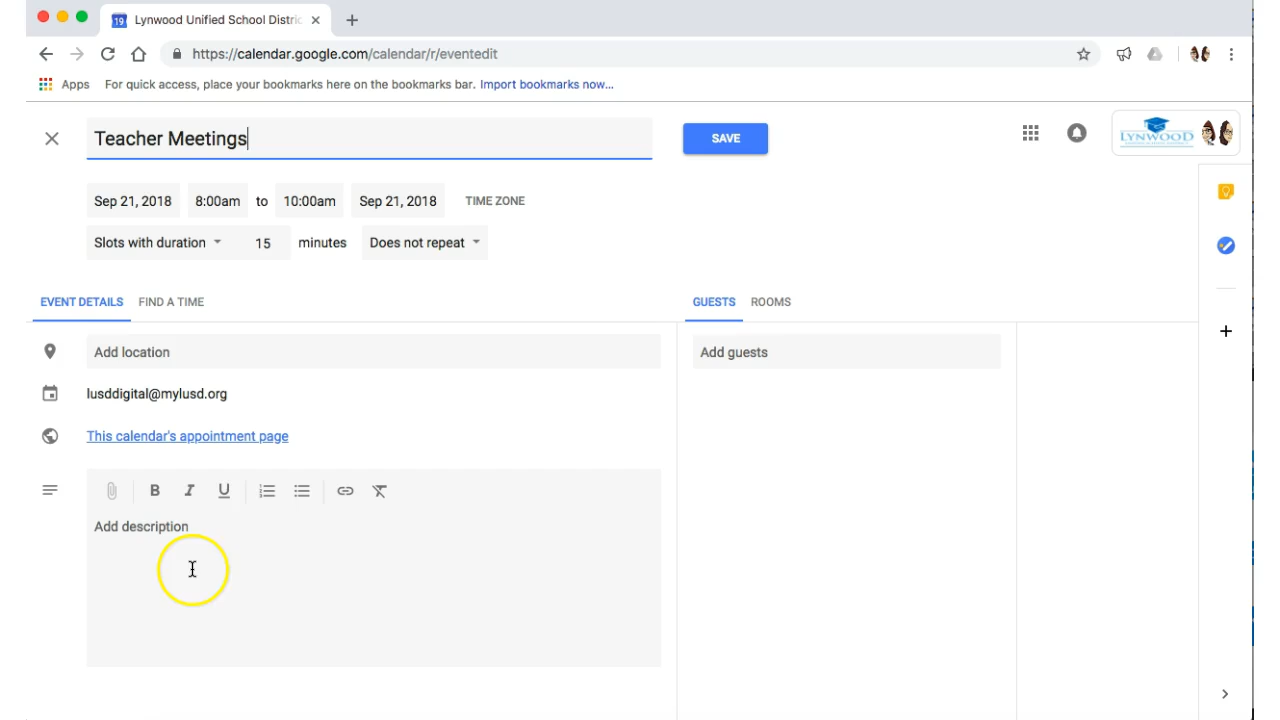 19 Lynwood Unified School Distric
https://calendar.google.com/calendar/r/eventedit
Apps For quick access, place your bookmarks here on the bookmarks bar. Import bookmarks now...
Teacher Meetings SAVE LYNWOOD
Sep 21, 2018 8:00am to 10:00am Sep 21, 2018 TIME ZONE
Slots with duration 15 minutes Does not repeat
EVENT DETAILS FIND A TIME GUESTS ROOMS
Add location Add guests
lusddigital@mylusd.org
This calendar's appointment page
B I U
Add description